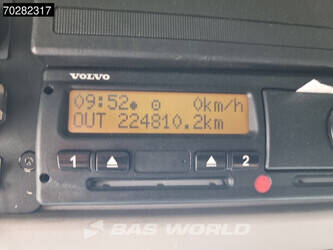 70282317
VOLVO
09:52 0km/h
OUT 224810.2km
1 2
BAS WORLD